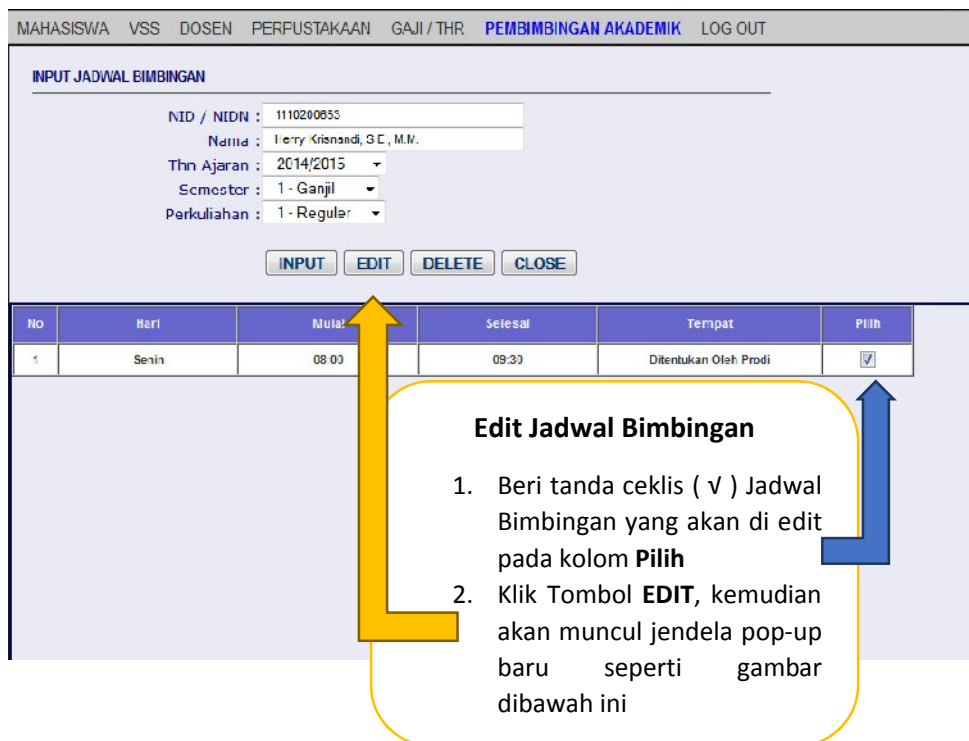 MAHASISWA VSS DOSEN PERPUSTAKAAN GAJI / THR PEMBIMBINGAN AKADEMIK LOG OUT
INPUT JADWAL BIMBINGAN
NID / NIDN : 1110200853
Nama : Herry Krisnandi, S.E., M.M.
Thn Ajaran : 2014/2015
Semester : 1 - Ganjil
Perkuliahan : 1 - Reguler
INPUT EDIT DELETE CLOSE
No Hari Mulai Selesai Tempat Pilih
1 Senin 08:00 09:30 Ditentukan Oleh Prodi
Edit Jadwal Bimbingan
1. Beri tanda ceklis ( √ ) Jadwal
Bimbingan yang akan di edit
pada kolom Pilih
2. Klik Tombol EDIT, kemudian
akan muncul jendela pop-up
baru seperti gambar
dibawah ini